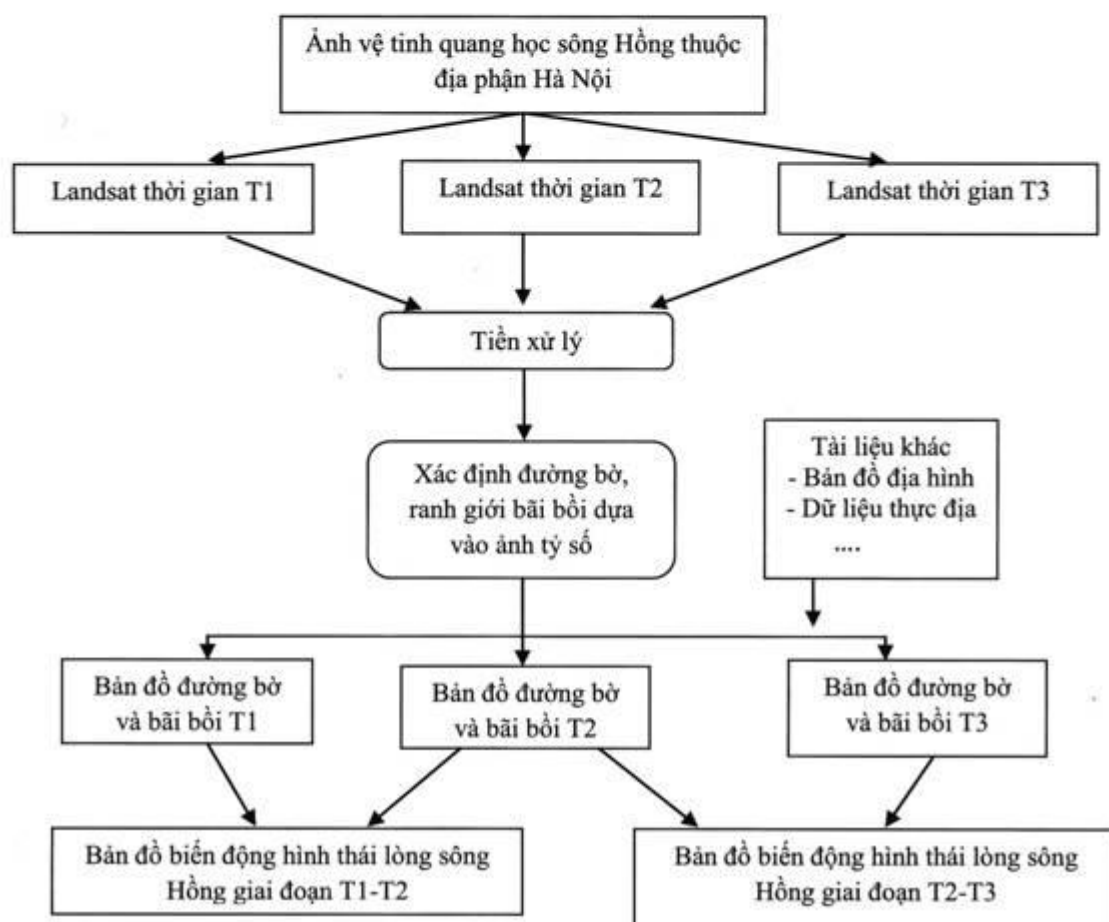 Ảnh vệ tinh quang học sông Hồng thuộc
địa phận Hà Nội
Landsat thời gian T1
Landsat thời gian T2
Landsat thời gian T3
Tiền xử lý
Xác định đường bờ,
ranh giới bãi bồi dựa
vào ảnh tỷ số
Tài liệu khác
- Bản đồ địa hình
- Dữ liệu thực địa
....
Bản đồ đường bờ
và bãi bồi T1
Bản đồ đường bờ
và bãi bồi T2
Bản đồ đường bờ
và bãi bồi T3
Bản đồ biến động hình thái lòng sông
Hồng giai đoạn T1-T2
Bản đồ biến động hình thái lòng sông
Hồng giai đoạn T2-T3